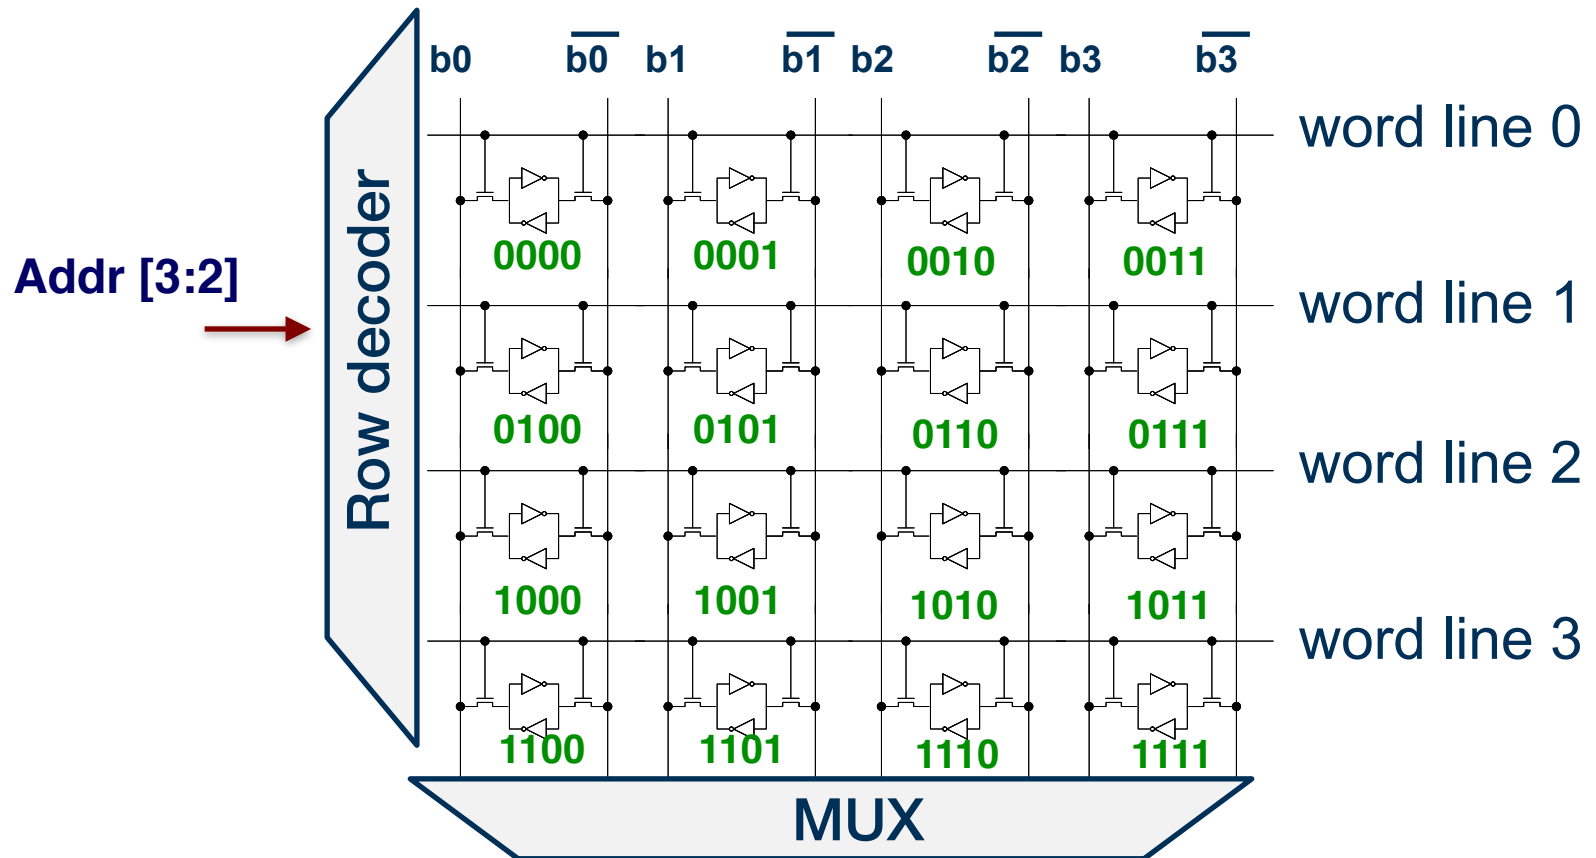 b0 b0 b1 b1 b2 b2 b3 b3
word line 0
0000 0001 0010 0011
Addr [3:2]
Row decoder
word line 1
0100 0101 0110 0111
word line 2
1000 1001 1010 1011
word line 3
1100 1101 1110 1111
MUX